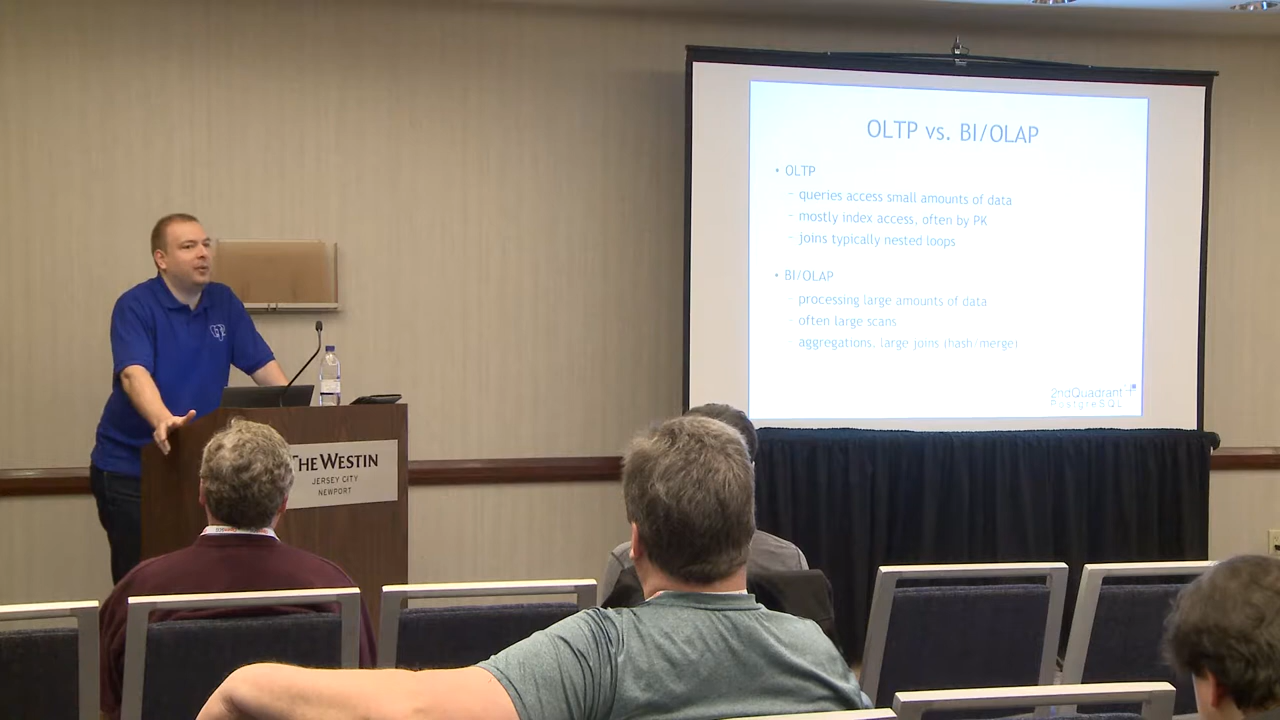 OLTP vs. BI/OLAP
• OLTP
– queries access small amounts of data
– mostly index access, often by PK
– joins typically nested loops
• BI/OLAP
– processing large amounts of data
– often large scans
– aggregations, large joins (hash/merge)
2ndQuadrant
PostgreSQL
THE WESTIN
JERSEY CITY
NEWPORT